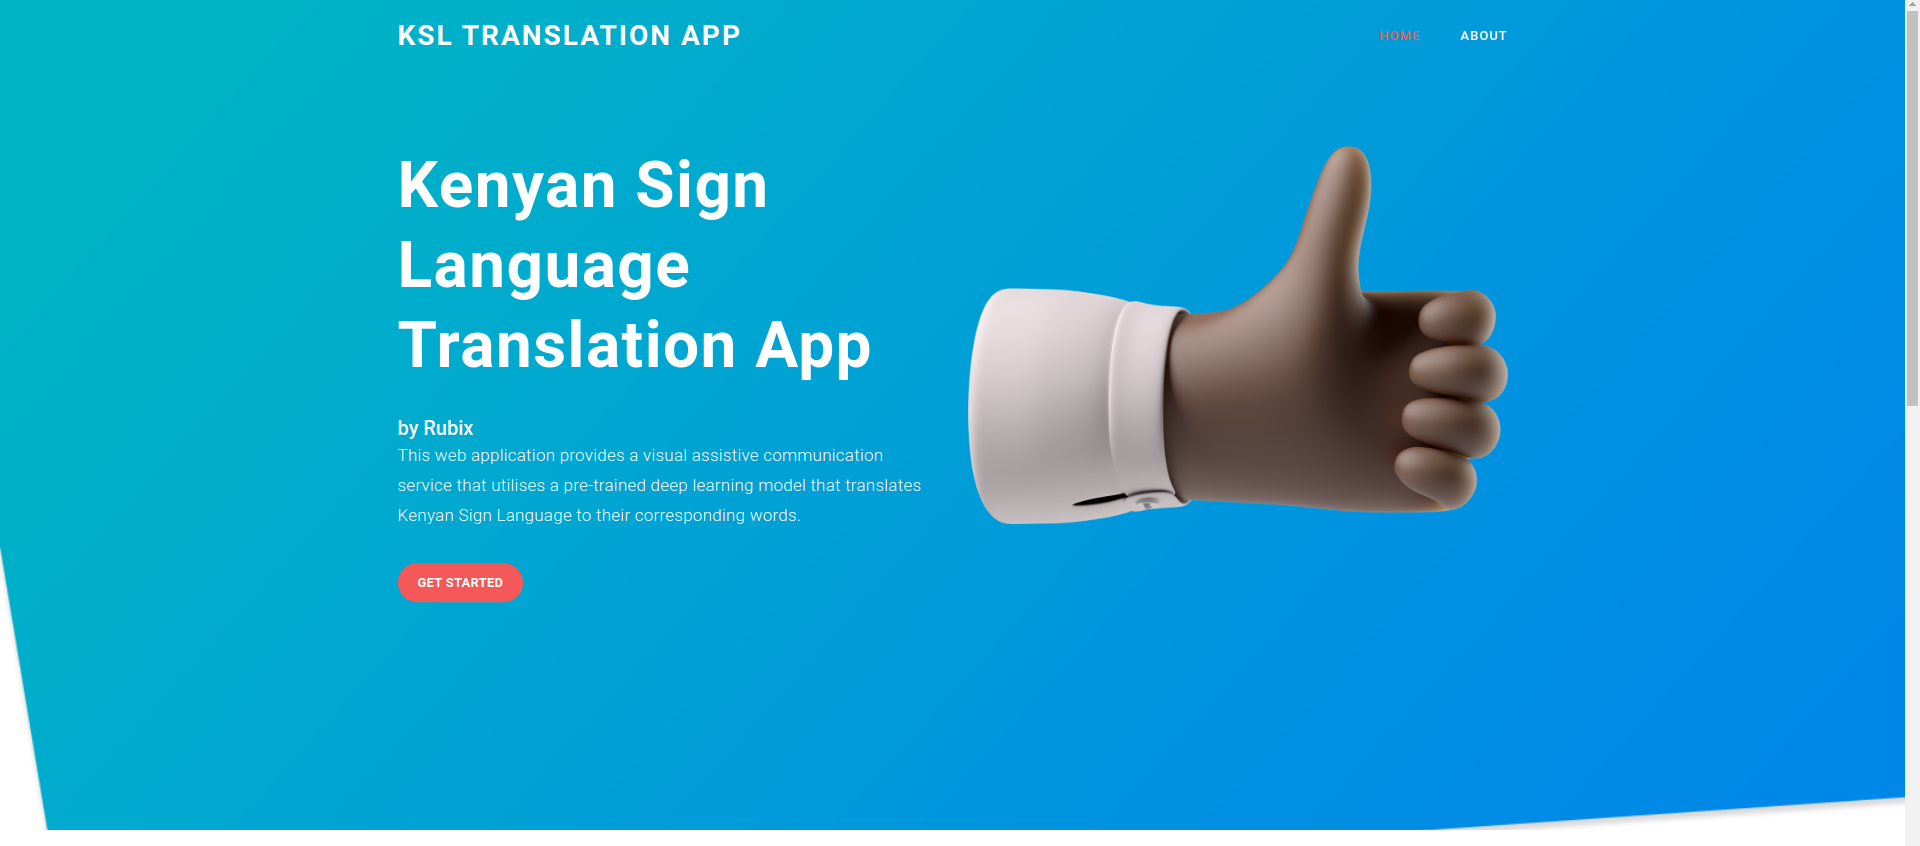 KSL TRANSLATION APP
HOME
ABOUT
Kenyan Sign
Language
Translation App
by Rubix
This web application provides a visual assistive communication
service that utilises a pre-trained deep learning model that translates
Kenyan Sign Language to their corresponding words.
GET STARTED